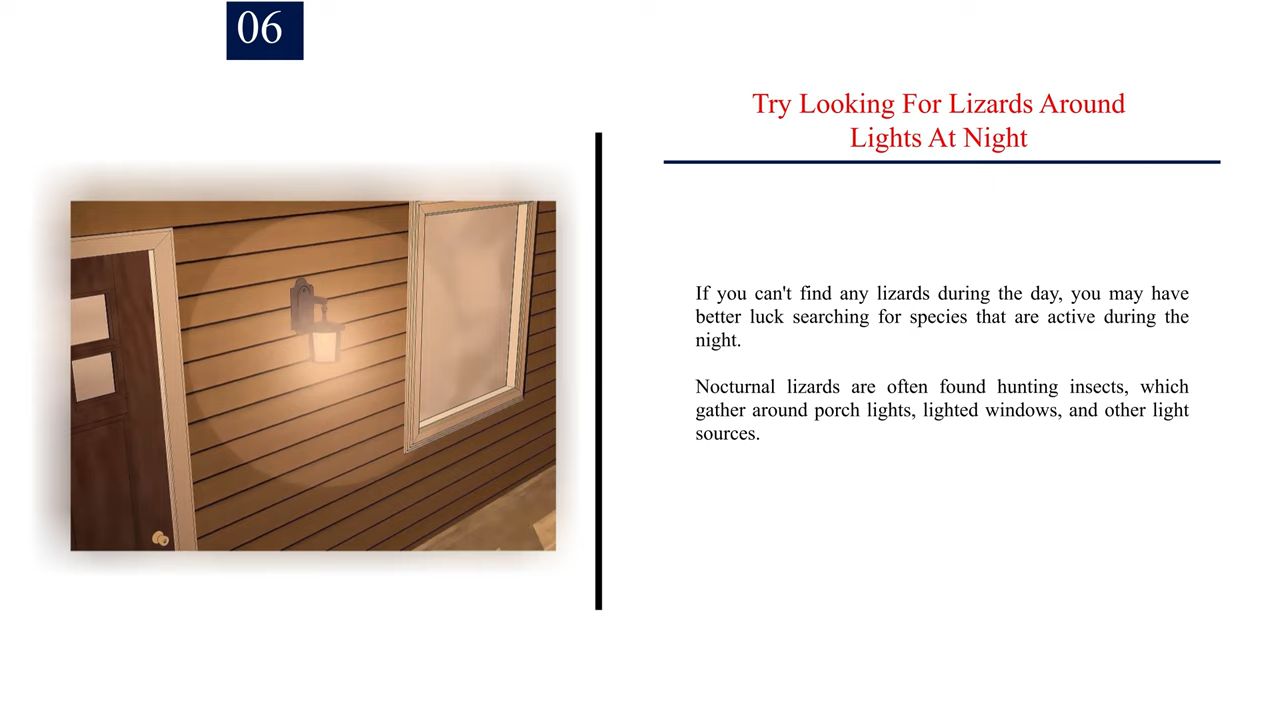 06
Try Looking For Lizards Around
Lights At Night
If you can't find any lizards during the day, you may have
better luck searching for species that are active during the
night.
Nocturnal lizards are often found hunting insects, which
gather around porch lights, lighted windows, and other light
sources.